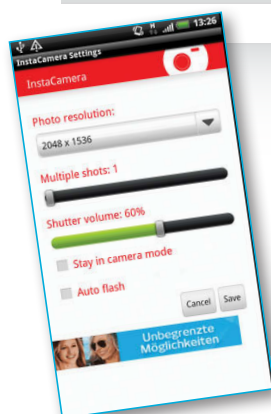 13:26
InstaCamera Settings
InstaCamera
Photo resolution:
2048 x 1536
Multiple shots: 1
Shutter volume: 60%
Stay in camera mode
Auto flash
Cancel Save
Unbegrenzte
Möglichkeiten